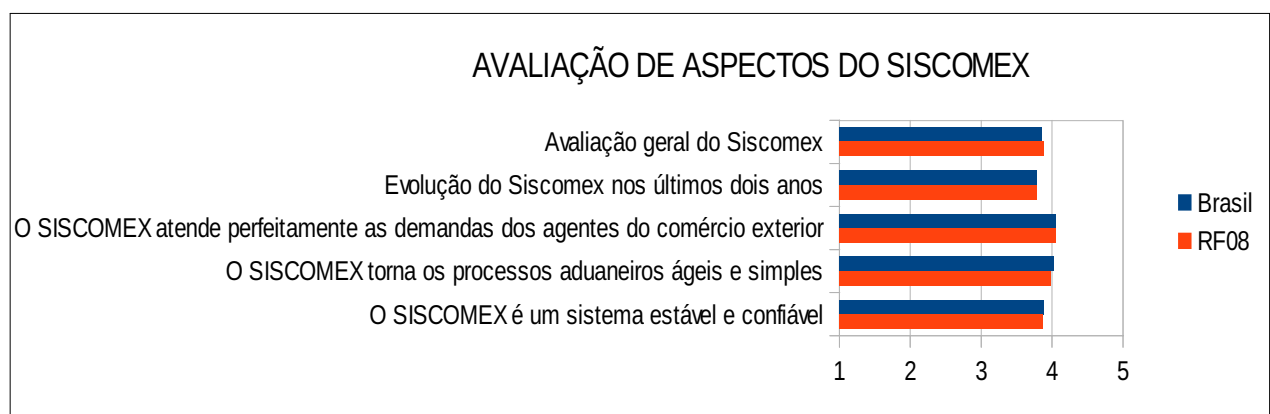 AVALIAÇÃO DE ASPECTOS DO SISCOMEX
Avaliação geral do Siscomex
Evolução do Siscomex nos últimos dois anos
O SISCOMEX atende perfeitamente as demandas dos agentes do comércio exterior
O SISCOMEX torna os processos aduaneiros ágeis e simples
O SISCOMEX é um sistema estável e confiável
1 2 3 4 5
Brasil
RF08